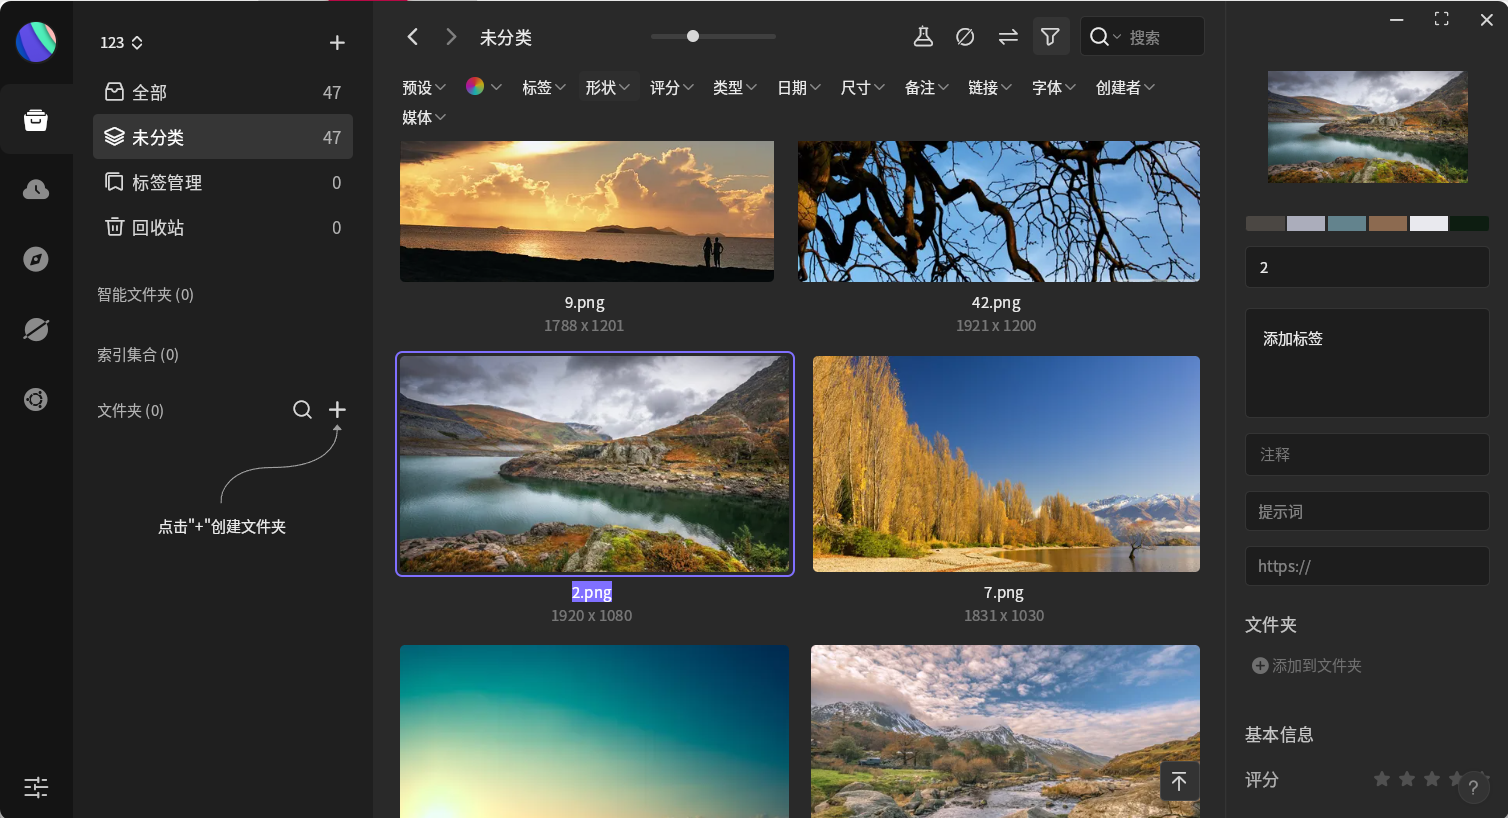 123
全部 47
未分类 47
标签管理 0
回收站 0
智能文件夹 (0)
索引集合 (0)
文件夹 (0)
点击"+"创建文件夹
未分类
搜索
预设 标签 形状 评分 类型 日期 尺寸 备注 链接 字体 创建者
媒体
9.png
1788 x 1201
42.png
1921 x 1200
2.png
1920 x 1080
7.png
1831 x 1030
2
添加标签
注释
提示词
https://
文件夹
添加到文件夹
基本信息
评分
?